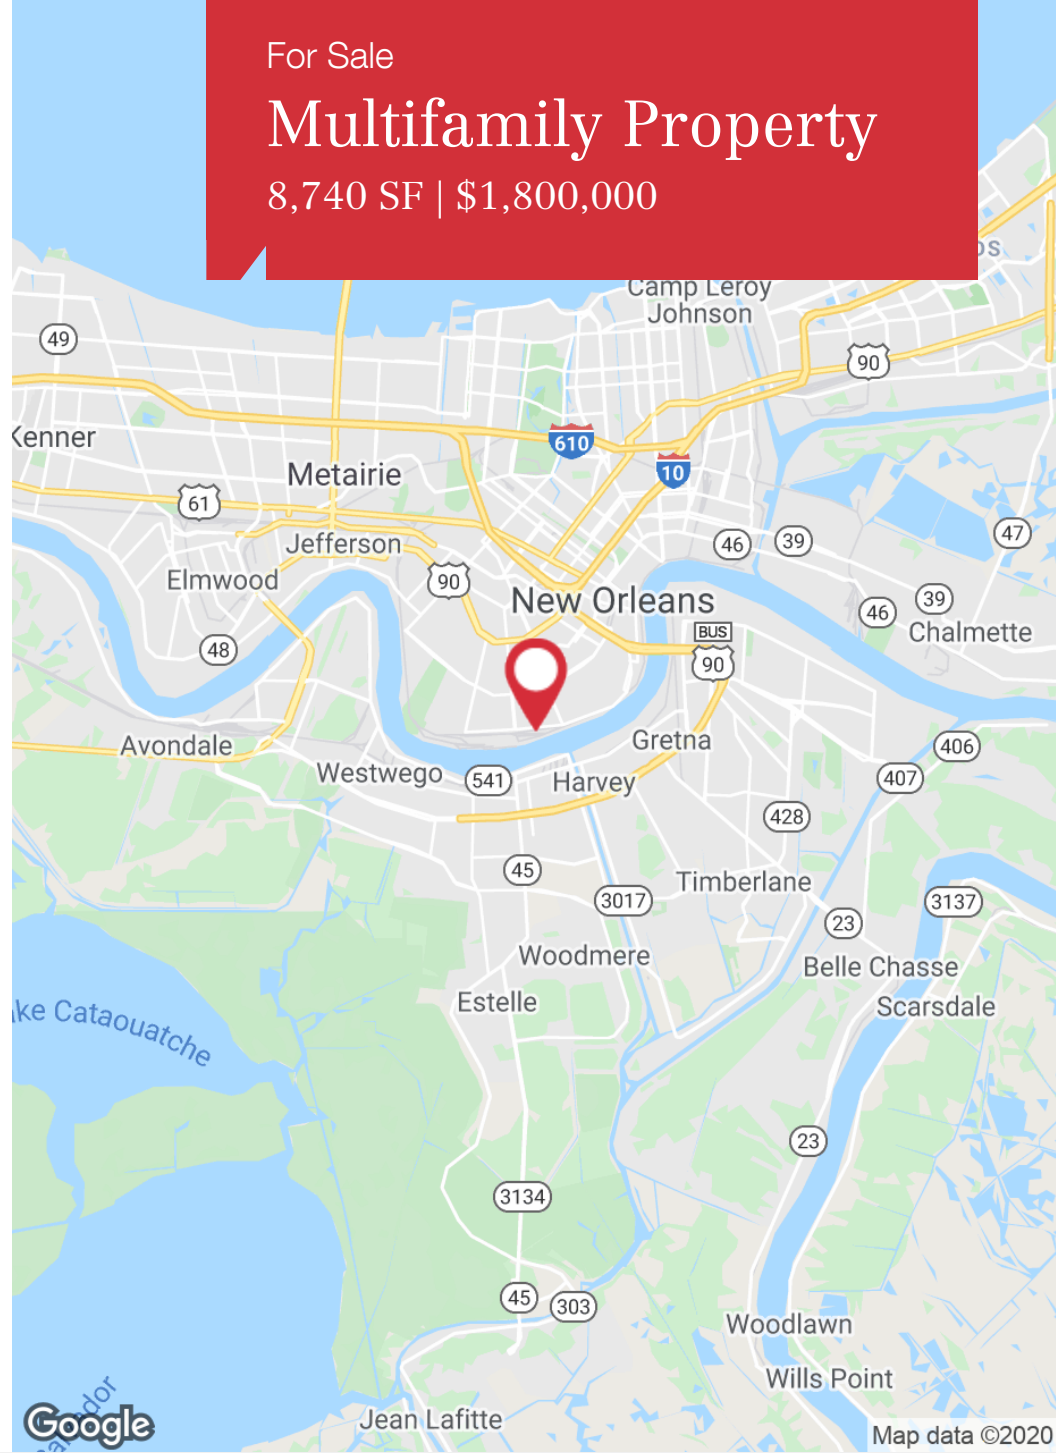 For Sale
Multifamily Property
8,740 SF | $1,800,000
Camp Leroy
Johnson
49
90
Kenner
610
10
Metairie
61
47
46
39
Jefferson
Elmwood
90
New Orleans
39
46
BUS
Chalmette
48
90
Avondale
Gretna
406
Westwego
541
Harvey
407
428
45
Timberlane
3017
3137
23
Woodmere
Belle Chasse
Estelle
Scarsdale
Cataouatche
23
3134
45
303
Woodlawn
Wills Point
Jean Lafitte
Google
Map data ©2020